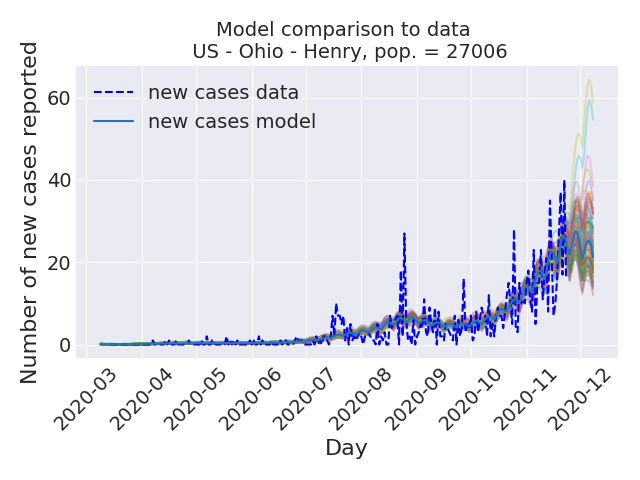 Model comparison to data
US - Ohio - Henry, pop. = 27006
Number of new cases reported
60
40
20
0
new cases data
new cases model
2020-03
2020-04
2020-05
2020-06
2020-07
2020-08
2020-09
2020-10
2020-11
2020-12
Day